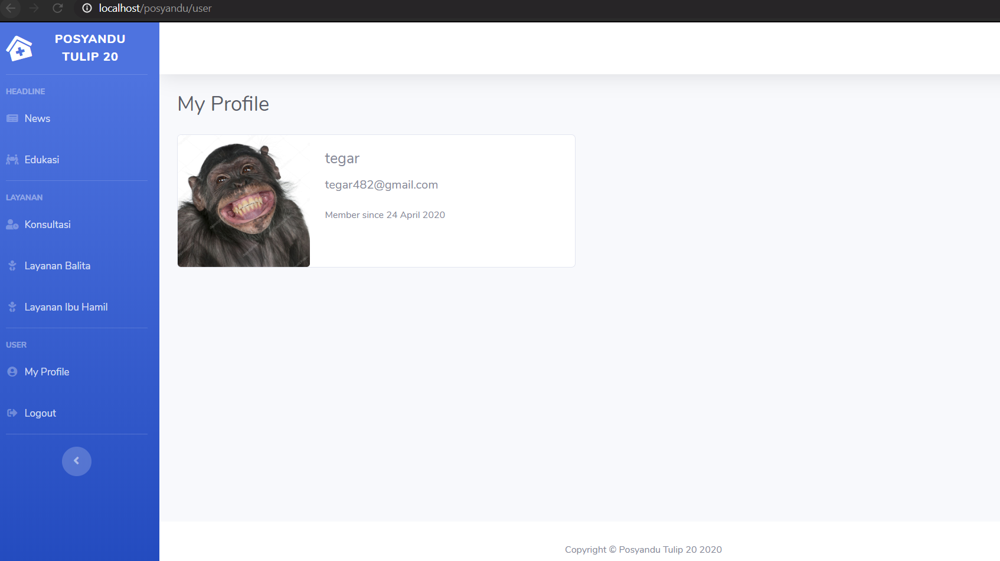 localhost/posyandu/user
POSYANDU
TULIP 20
HEADLINE
News
Edukasi
LAYANAN
Konsultasi
Layanan Balita
Layanan Ibu Hamil
USER
My Profile
Logout
My Profile
tegar
tegar482@gmail.com
Member since 24 April 2020
Copyright © Posyandu Tulip 20 2020